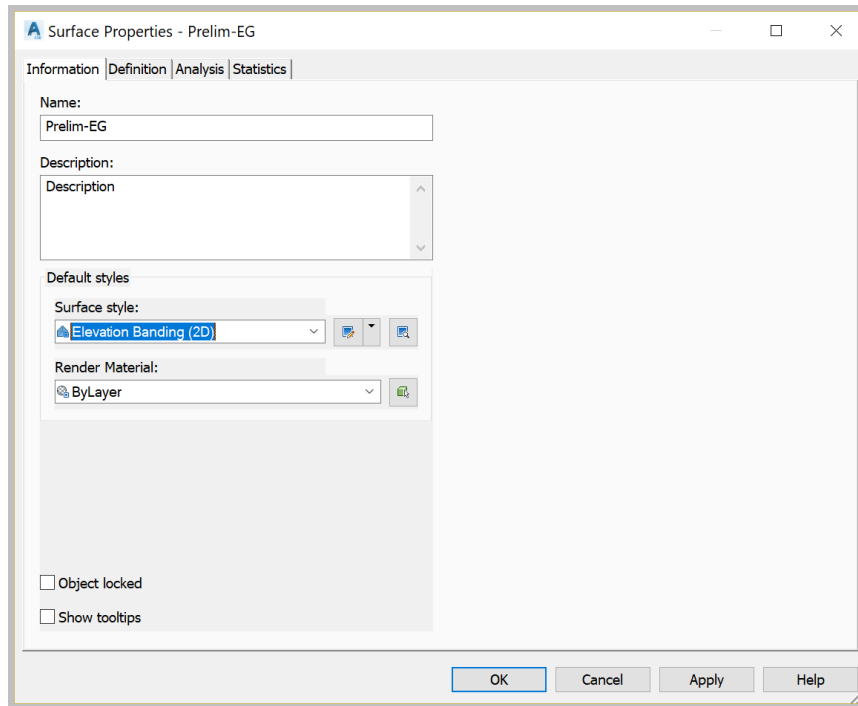 Surface Properties - Prelim-EG
Information Definition Analysis Statistics
Name:
Prelim-EG
Description:
Description
Default styles
Surface style:
Elevation Banding (2D)
Render Material:
ByLayer
Object locked
Show tooltips
OK Cancel Apply Help